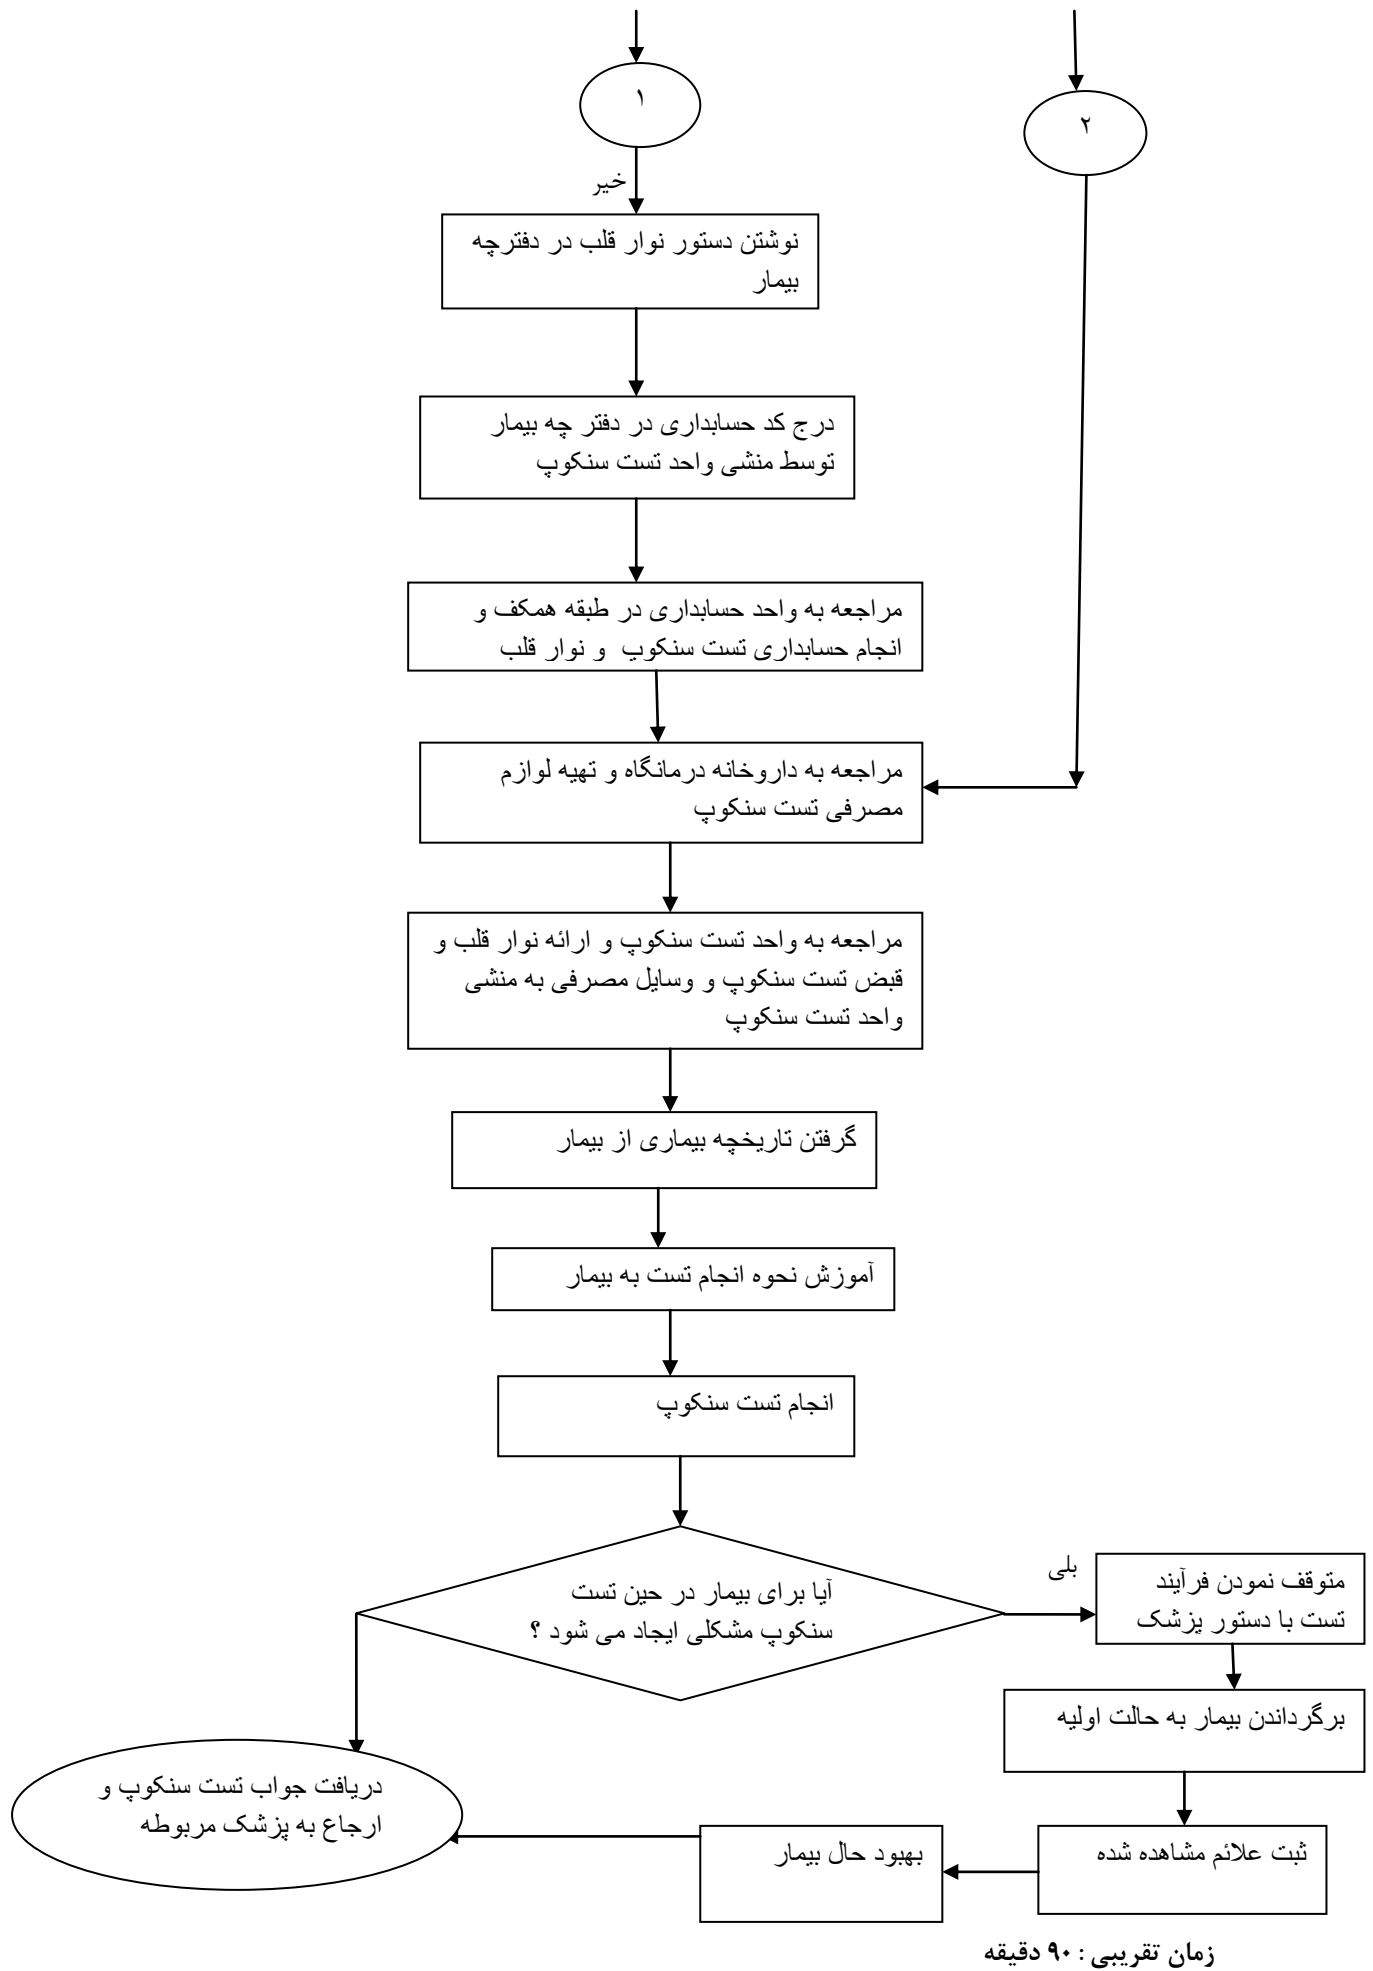 ۱
۲
خیر
نوشتن دستور نوار قلب در دفترچه
بیمار
درج کد حسابداری در دفتر چه بیمار
توسط منشی واحد تست سنکوپ
مراجعه به واحد حسابداری در طبقه همکف و
انجام حسابداری تست سنکوپ و نوار قلب
مراجعه به داروخانه درمانگاه و تهیه لوازم
مصرفی تست سنکوپ
مراجعه به واحد تست سنکوپ و ارائه نوار قلب و
قبض تست سنکوپ و وسایل مصرفی به منشی
واحد تست سنکوپ
گرفتن تاریخچه بیماری از بیمار
آموزش نحوه انجام تست به بیمار
انجام تست سنکوپ
آیا برای بیمار در حین تست
سنکوپ مشکلی ایجاد می شود ؟
بلی
متوقف نمودن فرآیند
تست با دستور پزشک
برگرداندن بیمار به حالت اولیه
ثبت علائم مشاهده شده
بهبود حال بیمار
دریافت جواب تست سنکوپ و
ارجاع به پزشک مربوطه
زمان تقریبی : ۹۰ دقیقه